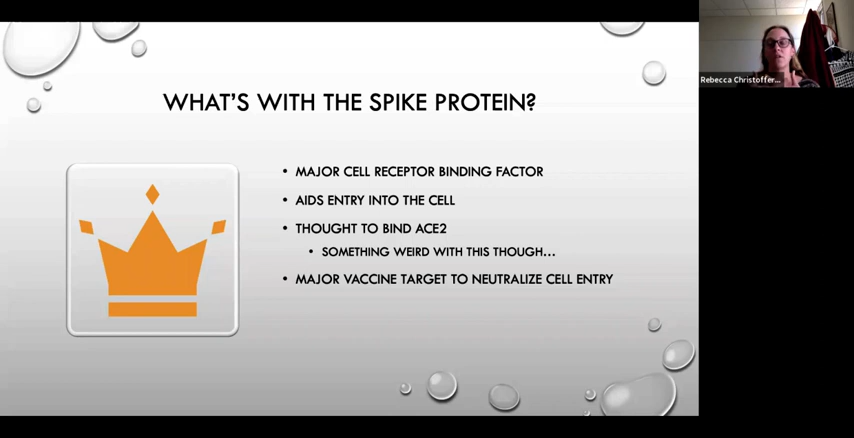 WHAT'S WITH THE SPIKE PROTEIN?
• MAJOR CELL RECEPTOR BINDING FACTOR
• AIDS ENTRY INTO THE CELL
• THOUGHT TO BIND ACE2
• SOMETHING WEIRD WITH THIS THOUGH…
• MAJOR VACCINE TARGET TO NEUTRALIZE CELL ENTRY
Rebecca Christoffer...